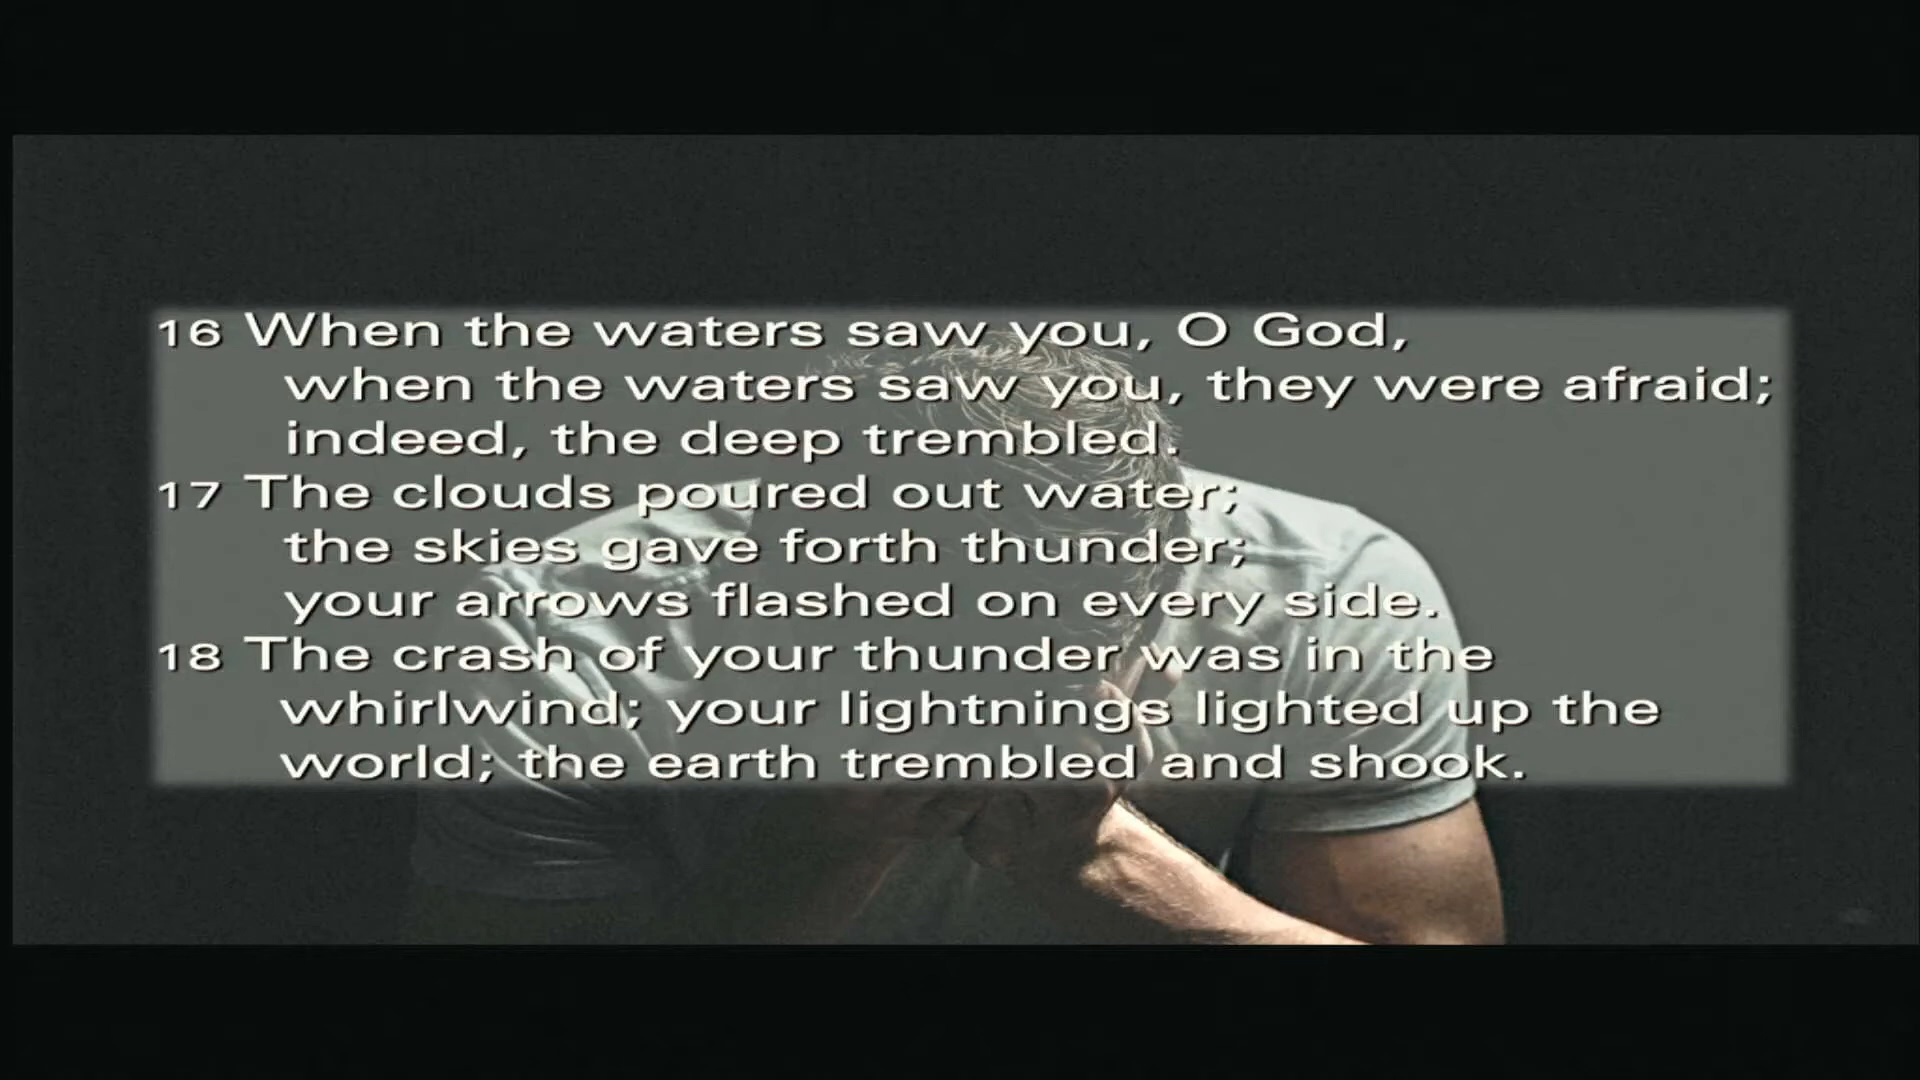 16 When the waters saw you, O God,
when the waters saw you, they were afraid;
indeed, the deep trembled.
17 The clouds poured out water;
the skies gave forth thunder;
your arrows flashed on every side.
18 The crash of your thunder was in the
whirlwind; your lightnings lighted up the
world; the earth trembled and shook.